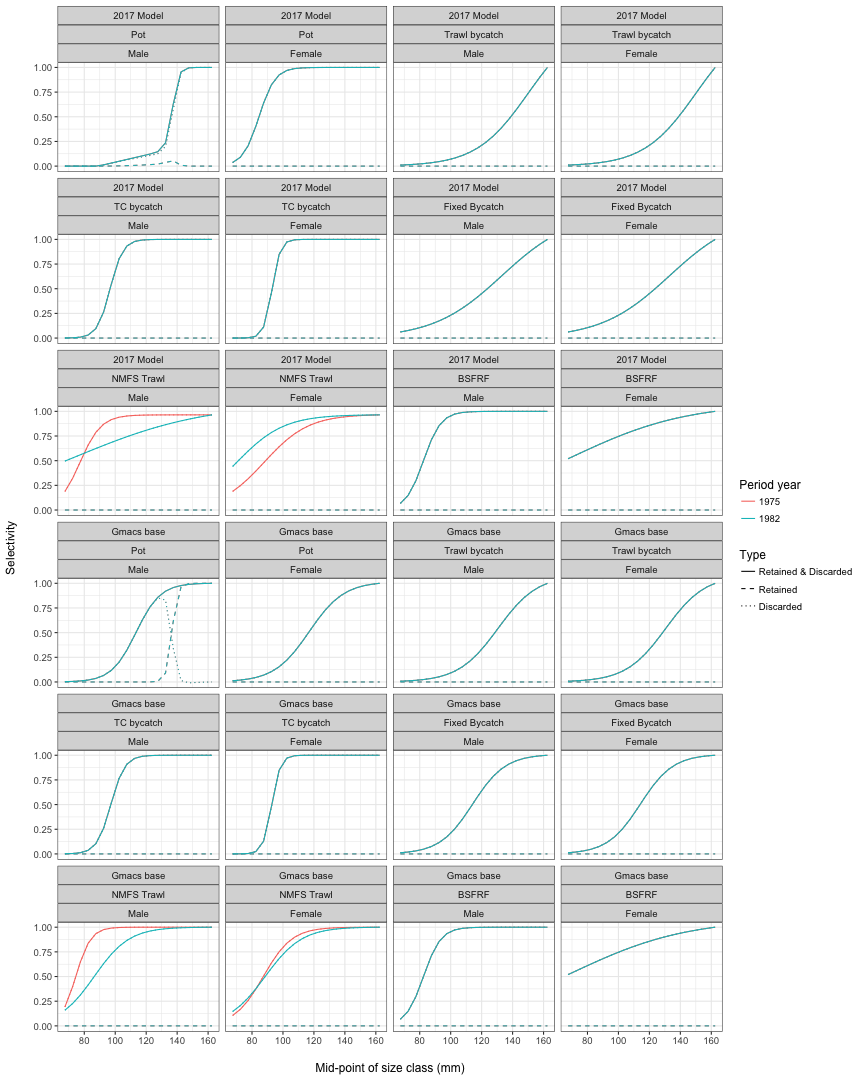 2017 Model 2017 Model 2017 Model 2017 Model
Pot Pot Trawl bycatch Trawl bycatch
Male Female Male Female
1.00
0.75
0.50
0.25
0.00
2017 Model 2017 Model 2017 Model 2017 Model
TC bycatch TC bycatch Fixed Bycatch Fixed Bycatch
Male Female Male Female
1.00
0.75
0.50
0.25
0.00
2017 Model 2017 Model 2017 Model 2017 Model
NMFS Trawl NMFS Trawl BSFRF BSFRF
Male Female Male Female
1.00
0.75
0.50
0.25
0.00
Gmacs base Gmacs base Gmacs base Gmacs base
Pot Pot Trawl bycatch Trawl bycatch
Male Female Male Female
1.00
0.75
0.50
0.25
0.00
Gmacs base Gmacs base Gmacs base Gmacs base
TC bycatch TC bycatch Fixed Bycatch Fixed Bycatch
Male Female Male Female
1.00
0.75
0.50
0.25
0.00
Gmacs base Gmacs base Gmacs base Gmacs base
NMFS Trawl NMFS Trawl BSFRF BSFRF
Male Female Male Female
1.00
0.75
0.50
0.25
0.00
80 100 120 140 160 80 100 120 140 160 80 100 120 140 160 80 100 120 140 160
Mid-point of size class (mm)
Selectivity
Period year
1975
1982
Type
Retained & Discarded
Retained
Discarded